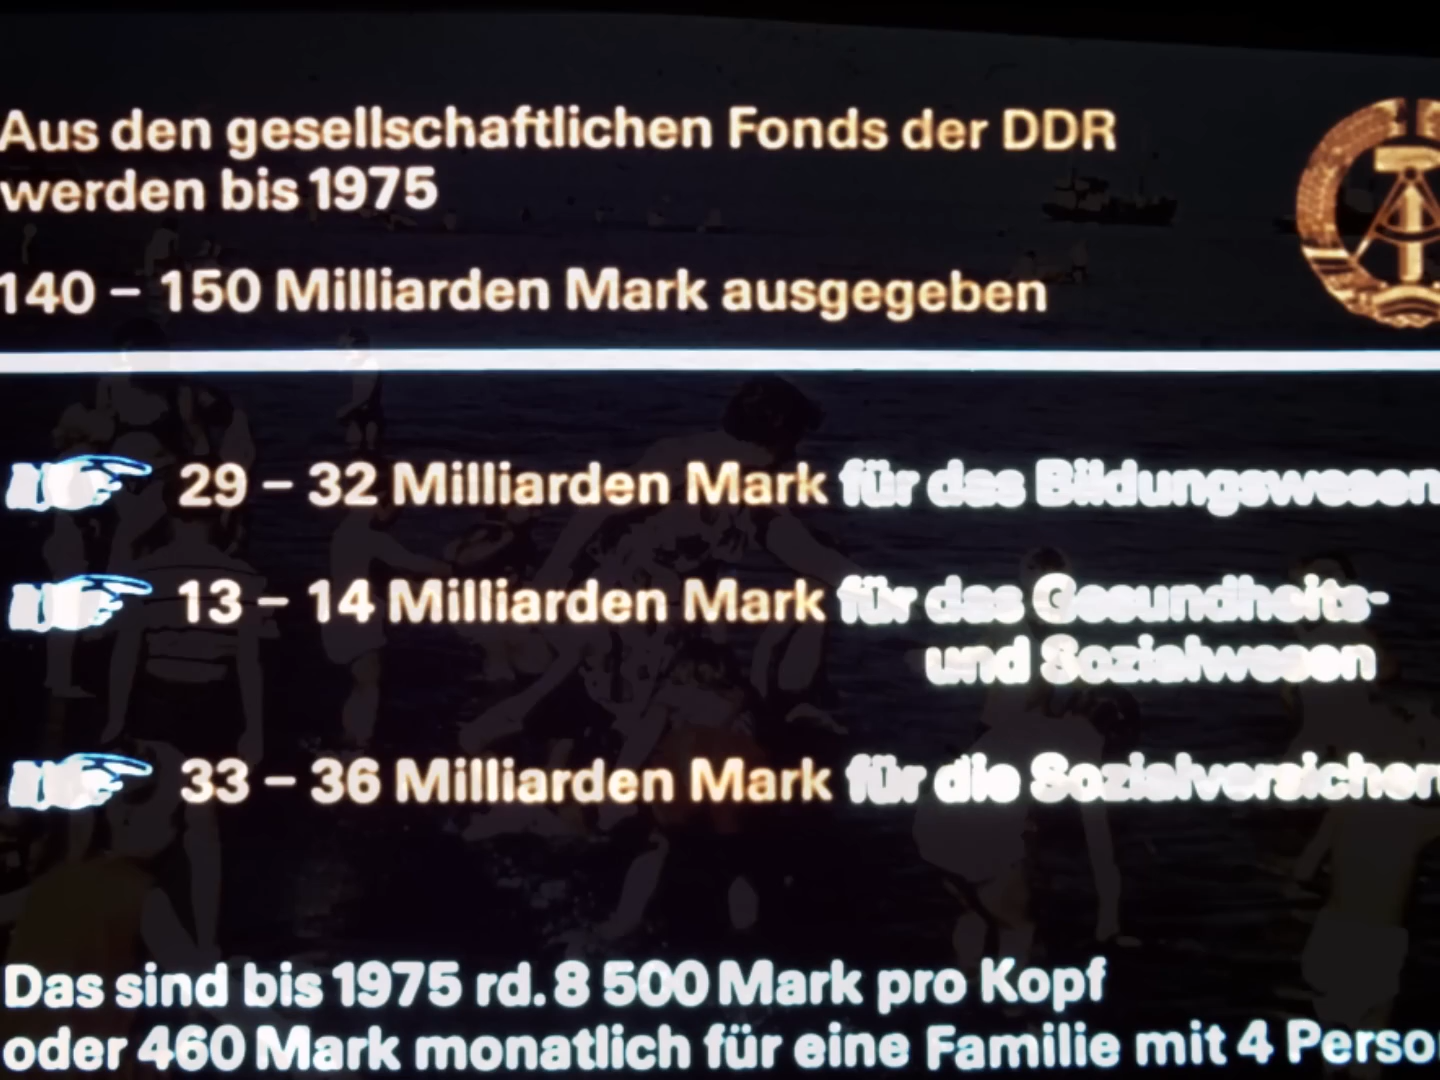 Aus den gesellschaftlichen Fonds der DDR
werden bis 1975
140 – 150 Milliarden Mark ausgegeben
29 – 32 Milliarden Mark für das Bildungswesen
13 – 14 Milliarden Mark für das Gesundheits-
und Sozialwesen
33 – 36 Milliarden Mark für die Sozialversicher
Das sind bis 1975 rd. 8 500 Mark pro Kopf
oder 460 Mark monatlich für eine Familie mit 4 Perso